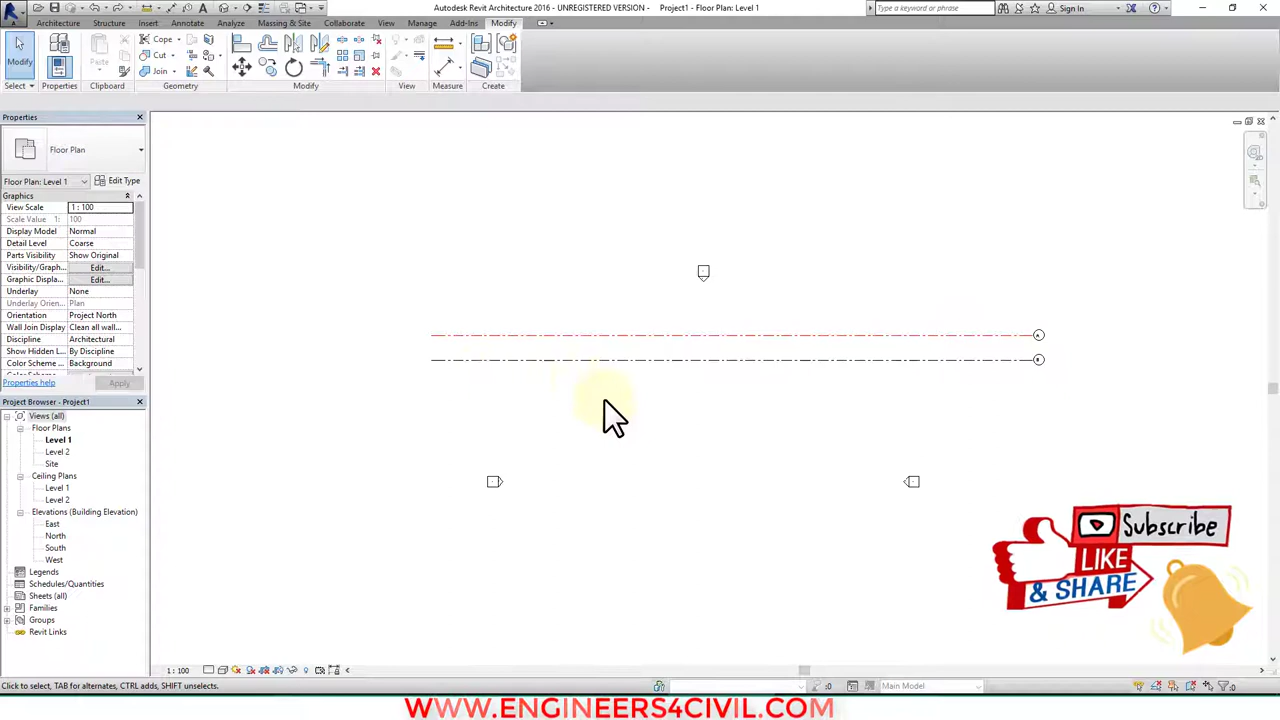 Autodesk Revit Architecture 2016 - UNREGISTERED VERSION - Project1 - Floor Plan: Level 1
Type a keyword or phrase
Sign In
Architecture Structure Insert Annotate Analyze Massing & Site Collaborate View Manage Add-Ins Modify
Modify
Paste
Cope
Cut
Join
Select Properties Clipboard Geometry Modify View Measure Create
Properties
Floor Plan
Floor Plan: Level 1 Edit Type
Graphics
View Scale 1 : 100
Scale Value 1: 100
Display Model Normal
Detail Level Coarse
Parts Visibility Show Original
Visibility/Graph... Edit...
Graphic Displa... Edit...
Underlay None
Underlay Orien... Plan
Orientation Project North
Wall Join Display Clean all wall...
Discipline Architectural
Show Hidden L... By Discipline
Color Scheme ... Background
Properties help Apply
Project Browser - Project1
Views (all)
Floor Plans
Level 1
Level 2
Site
Ceiling Plans
Level 1
Level 2
Elevations (Building Elevation)
East
North
South
West
Legends
Schedules/Quantities
Sheets (all)
Families
Groups
Revit Links
Subscribe
LIKE
& SHARE
1 : 100
Click to select, TAB for alternates, CTRL adds, SHIFT unselects.
:0
Main Model
:0
WWW.ENGINEERS4CIVIL.COM